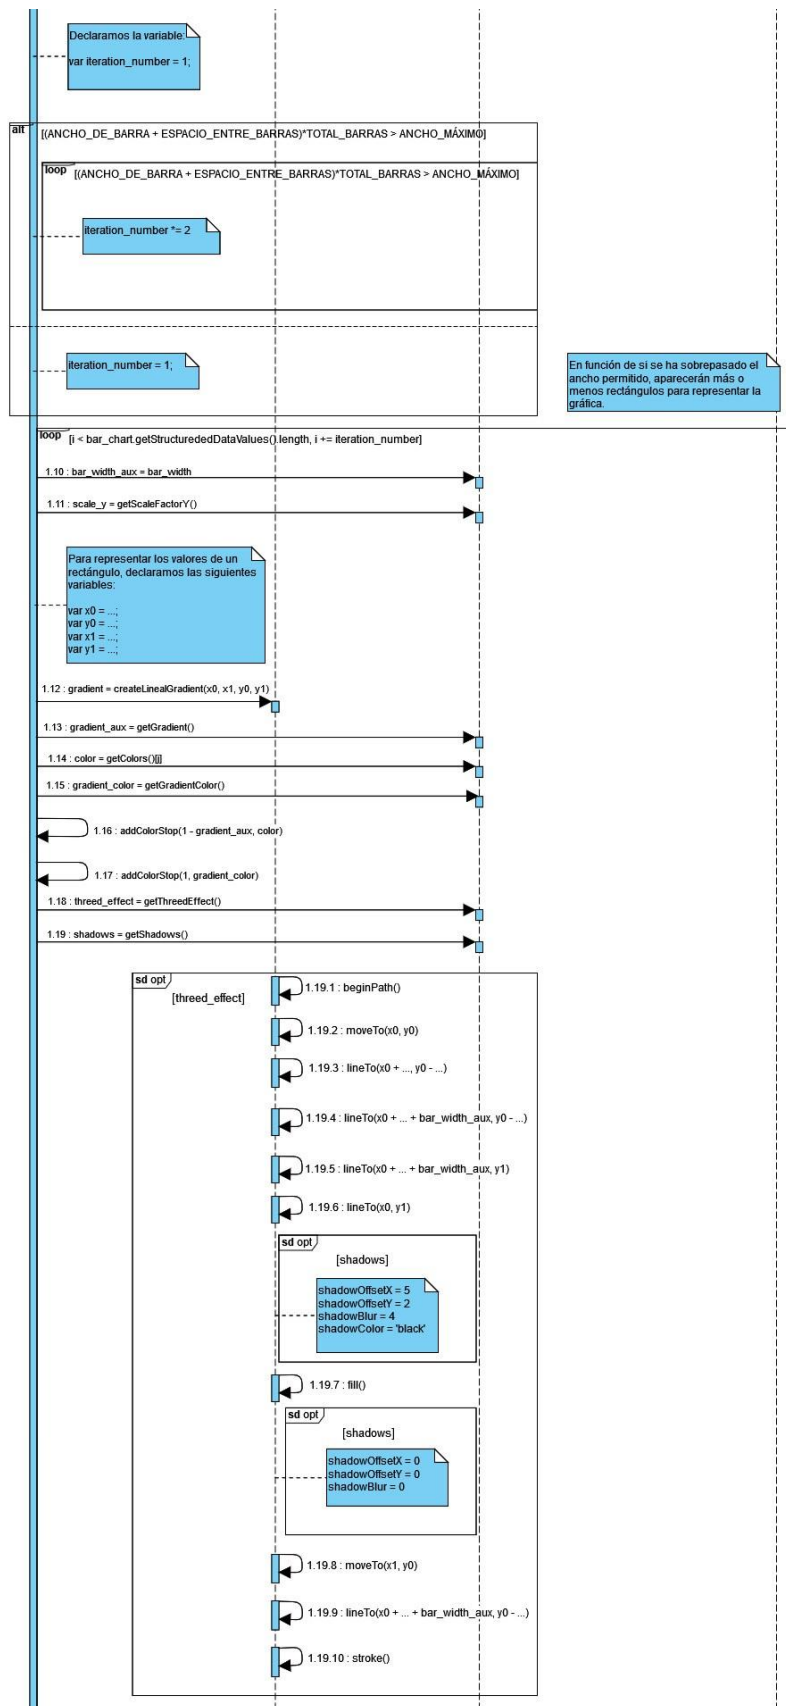 Declaramos la variable:
var iteration_number = 1;
alt
[(ANCHO_DE_BARRA + ESPACIO_ENTRE_BARRAS)*TOTAL_BARRAS > ANCHO_MÁXIMO]
loop
[(ANCHO_DE_BARRA + ESPACIO_ENTRE_BARRAS)*TOTAL_BARRAS > ANCHO_MÁXIMO]
iteration_number *= 2
iteration_number = 1;
En función de si se ha sobrepasado el
ancho permitido, aparecerán más o
menos rectángulos para representar la
gráfica.
loop
[i < bar_chart.getStructurededDataValues().length, i += iteration_number]
1.10 : bar_width_aux = bar_width
1.11 : scale_y = getScaleFactorY()
Para representar los valores de un
rectángulo, declaramos las siguientes
variables:
var x0 = ...;
var y0 = ...;
var x1 = ...;
var y1 = ...;
1.12 : gradient = createLinealGradient(x0, x1, y0, y1)
1.13 : gradient_aux = getGradient()
1.14 : color = getColors()[j]
1.15 : gradient_color = getGradientColor()
1.16 : addColorStop(1 - gradient_aux, color)
1.17 : addColorStop(1, gradient_color)
1.18 : threed_effect = getThreedEffect()
1.19 : shadows = getShadows()
sd opt
[threed_effect]
1.19.1 : beginPath()
1.19.2 : moveTo(x0, y0)
1.19.3 : lineTo(x0 + ..., y0 - ...)
1.19.4 : lineTo(x0 + ... + bar_width_aux, y0 - ...)
1.19.5 : lineTo(x0 + ... + bar_width_aux, y1)
1.19.6 : lineTo(x0, y1)
sd opt
[shadows]
shadowOffsetX = 5
shadowOffsetY = 2
shadowBlur = 4
shadowColor = 'black'
1.19.7 : fill()
sd opt
[shadows]
shadowOffsetX = 0
shadowOffsetY = 0
shadowBlur = 0
1.19.8 : moveTo(x1, y0)
1.19.9 : lineTo(x0 + ... + bar_width_aux, y0 - ...)
1.19.10 : stroke()